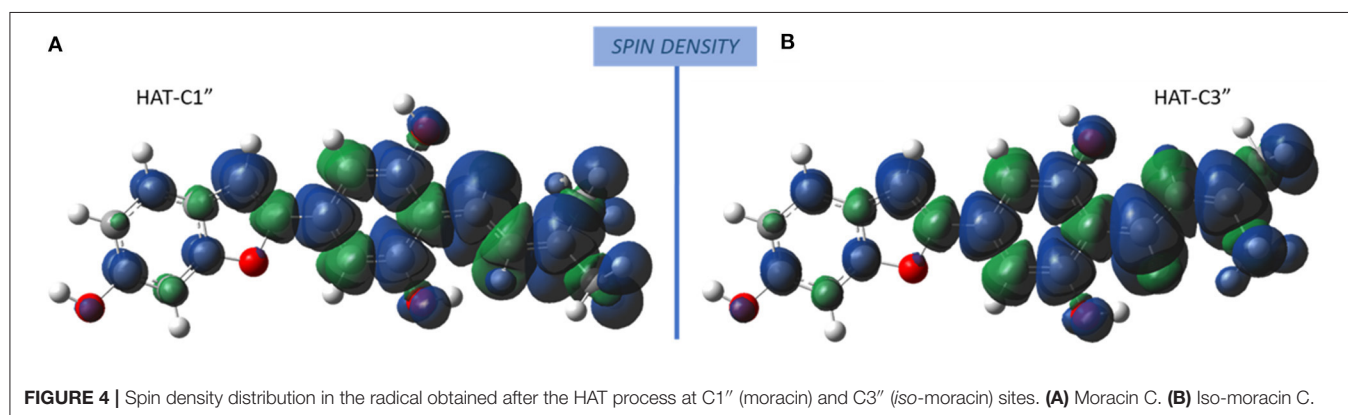 A
SPIN DENSITY
B
HAT-C1″
HAT-C3″
FIGURE 4 | Spin density distribution in the radical obtained after the HAT process at C1″ (moracin) and C3″ (iso-moracin) sites. (A) Moracin C. (B) Iso-moracin C.